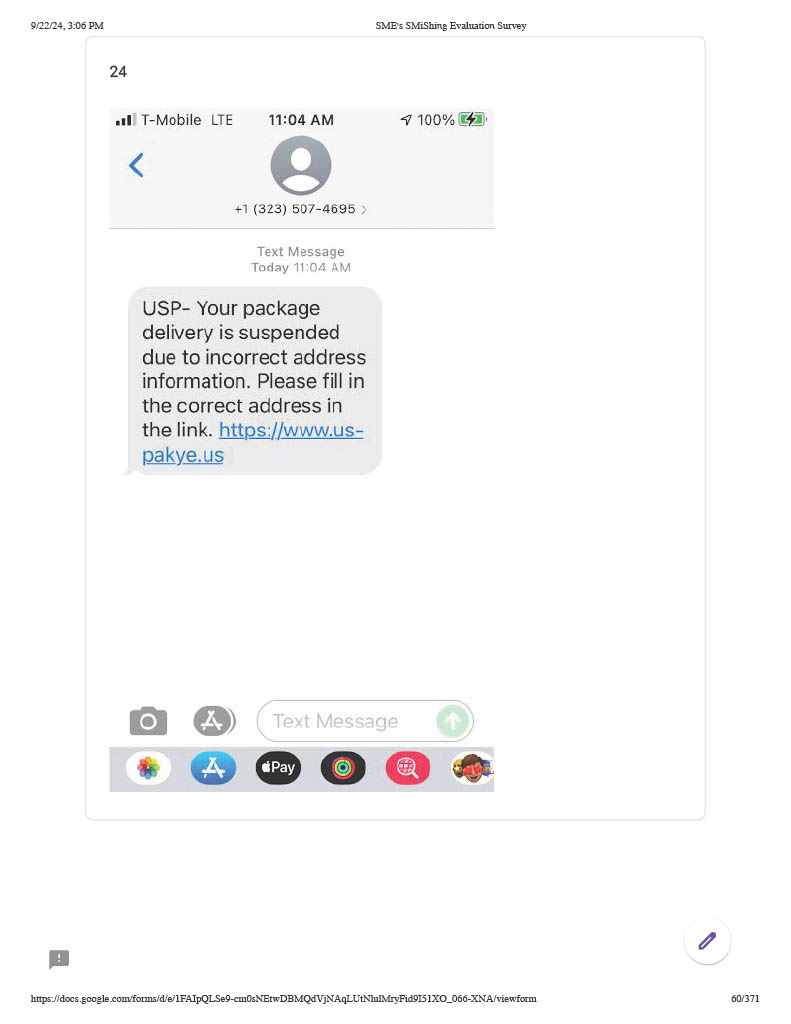 9/22/24, 3:06 PM
SME's SMiShing Evaluation Survey
24
T-Mobile LTE
11:04 AM
100%
+1 (323) 507-4695 >
Text Message
Today 11:04 AM
USP- Your package
delivery is suspended
due to incorrect address
information. Please fill in
the correct address in
the link. https://www.us-
pakye.us
Text Message
Pay
https://docs.google.com/forms/d/e/1FAIpQLSe9-cm0sNEtwDBMQdVjNAqLUtNlulMryFid9I51XO_066-XNA/viewform
60/371